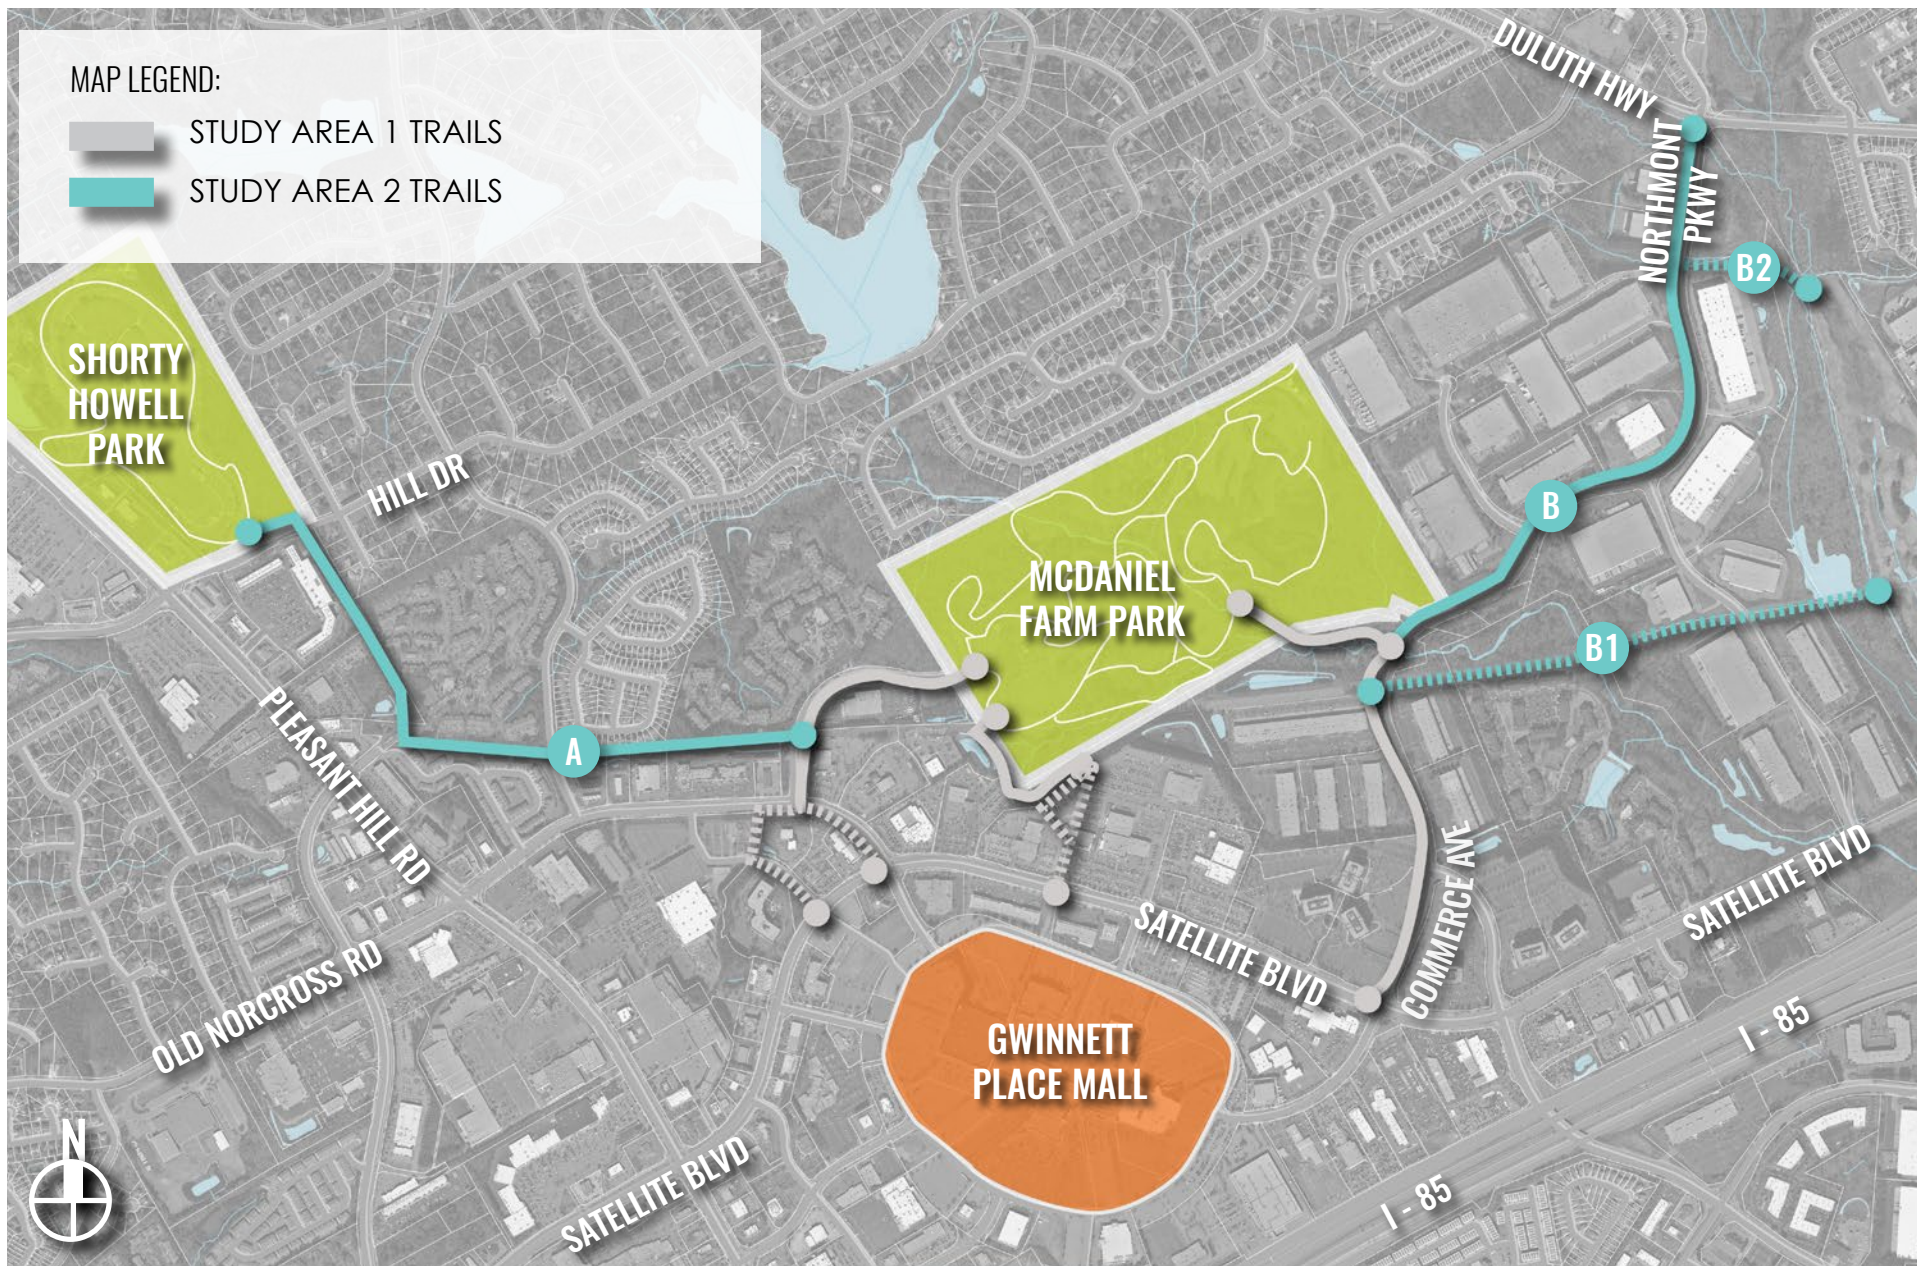 MAP LEGEND:
STUDY AREA 1 TRAILS
STUDY AREA 2 TRAILS
DULUTH HWY
NORTHMONT
PKWY
B2
SHORTY
HOWELL
PARK
HILL DR
B
MCDANIEL
FARM PARK
B1
PLEASANT HILL RD
A
COMMERCE AVE
SATELLITE BLVD
SATELLITE BLVD
OLD NORCROSS RD
GWINNETT
PLACE MALL
I - 85
N
SATELLITE BLVD
I - 85